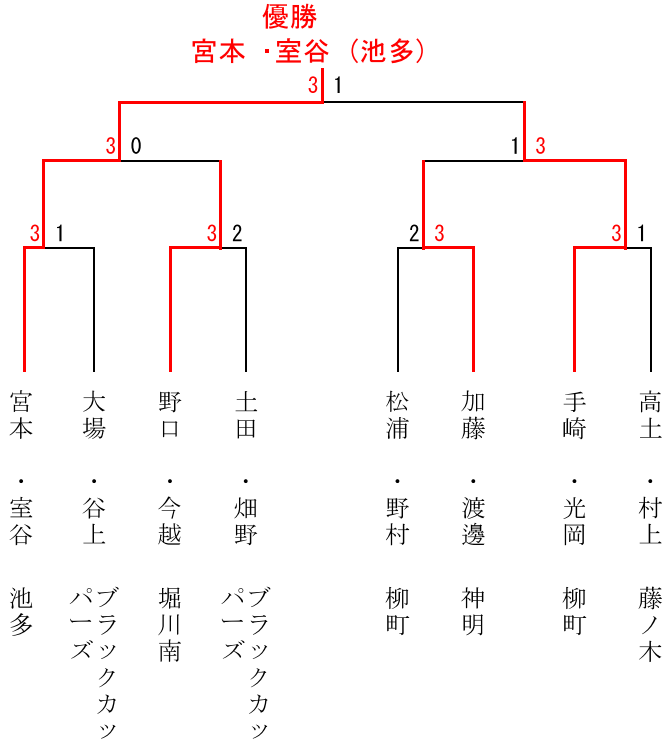 優勝
宮本 ・室谷 (池多)
3 1
3 0
1 3
3 1
3 2
2 3
3 1
宮本・室谷 池多
大場・谷上 ブラックカッパーズ
野口・今越 堀川南
土田・畑野 ブラックカッパーズ
松浦・野村 柳町
加藤・渡邊 神明
手崎・光岡 柳町
高土・村上 藤ノ木